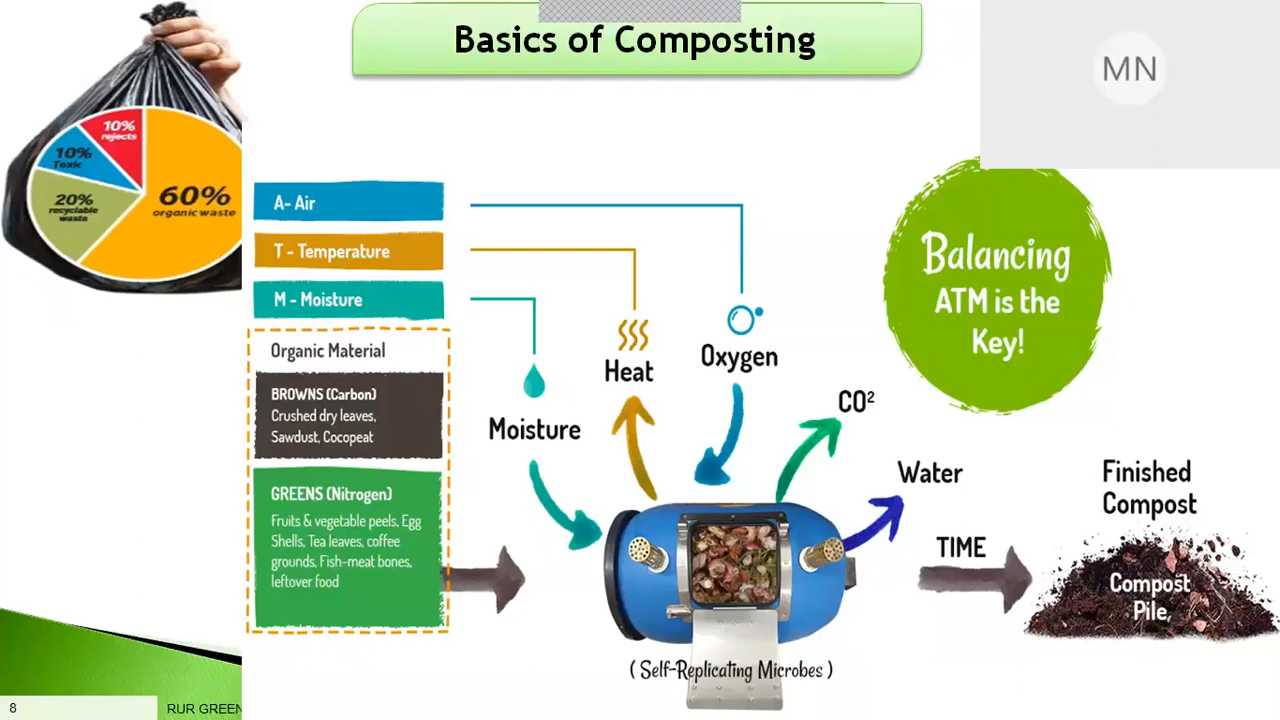 Basics of Composting
MN
10%
rejects
10%
Toxic
20%
recyclable
waste
60%
organic waste
A- Air
T - Temperature
M - Moisture
Organic Material
BROWNS (Carbon)
Crushed dry leaves,
Sawdust, Cocopeat
GREENS (Nitrogen)
Fruits & vegetable peels, Egg
Shells, Tea leaves, coffee
grounds, Fish-meat bones,
leftover food
Moisture
Heat
Oxygen
CO²
Water
( Self-Replicating Microbes )
Balancing
ATM is the
Key!
TIME
Finished
Compost
Compost
Pile,
8
RUR GREEN